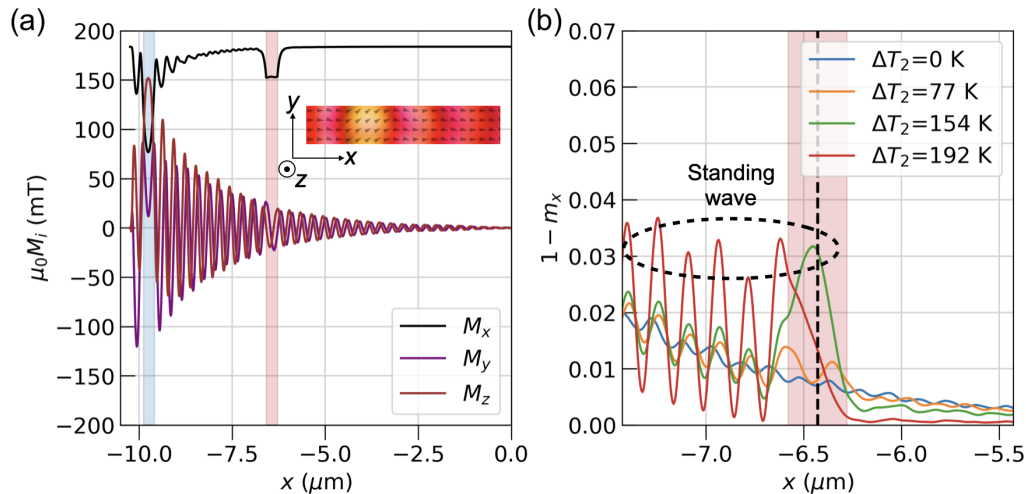 (a)
200
150
100
50
0
−50
−100
−150
−200
μ₀Mᵢ (mT)
y
x
z
Mₓ
M_y
M_z
−10.0
−7.5
−5.0
−2.5
0.0
x (μm)
(b)
0.07
0.06
0.05
0.04
0.03
0.02
0.01
0.00
1 − mₓ
ΔT₂=0 K
ΔT₂=77 K
ΔT₂=154 K
ΔT₂=192 K
Standing
wave
−7.0
−6.5
−6.0
−5.5
x (μm)